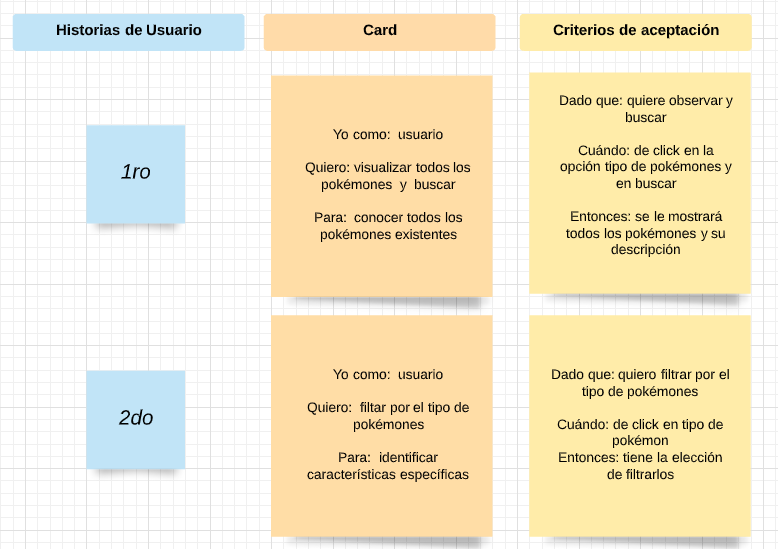 Historias de Usuario
Card
Criterios de aceptación
1ro
Yo como: usuario
Quiero: visualizar todos los
pokémones y buscar
Para: conocer todos los
pokémones existentes
Dado que: quiere observar y
buscar
Cuándo: de click en la
opción tipo de pokémones y
en buscar
Entonces: se le mostrará
todos los pokémones y su
descripción
2do
Yo como: usuario
Quiero: filtar por el tipo de
pokémones
Para: identificar
características específicas
Dado que: quiero filtrar por el
tipo de pokémones
Cuándo: de click en tipo de
pokémon
Entonces: tiene la elección
de filtrarlos